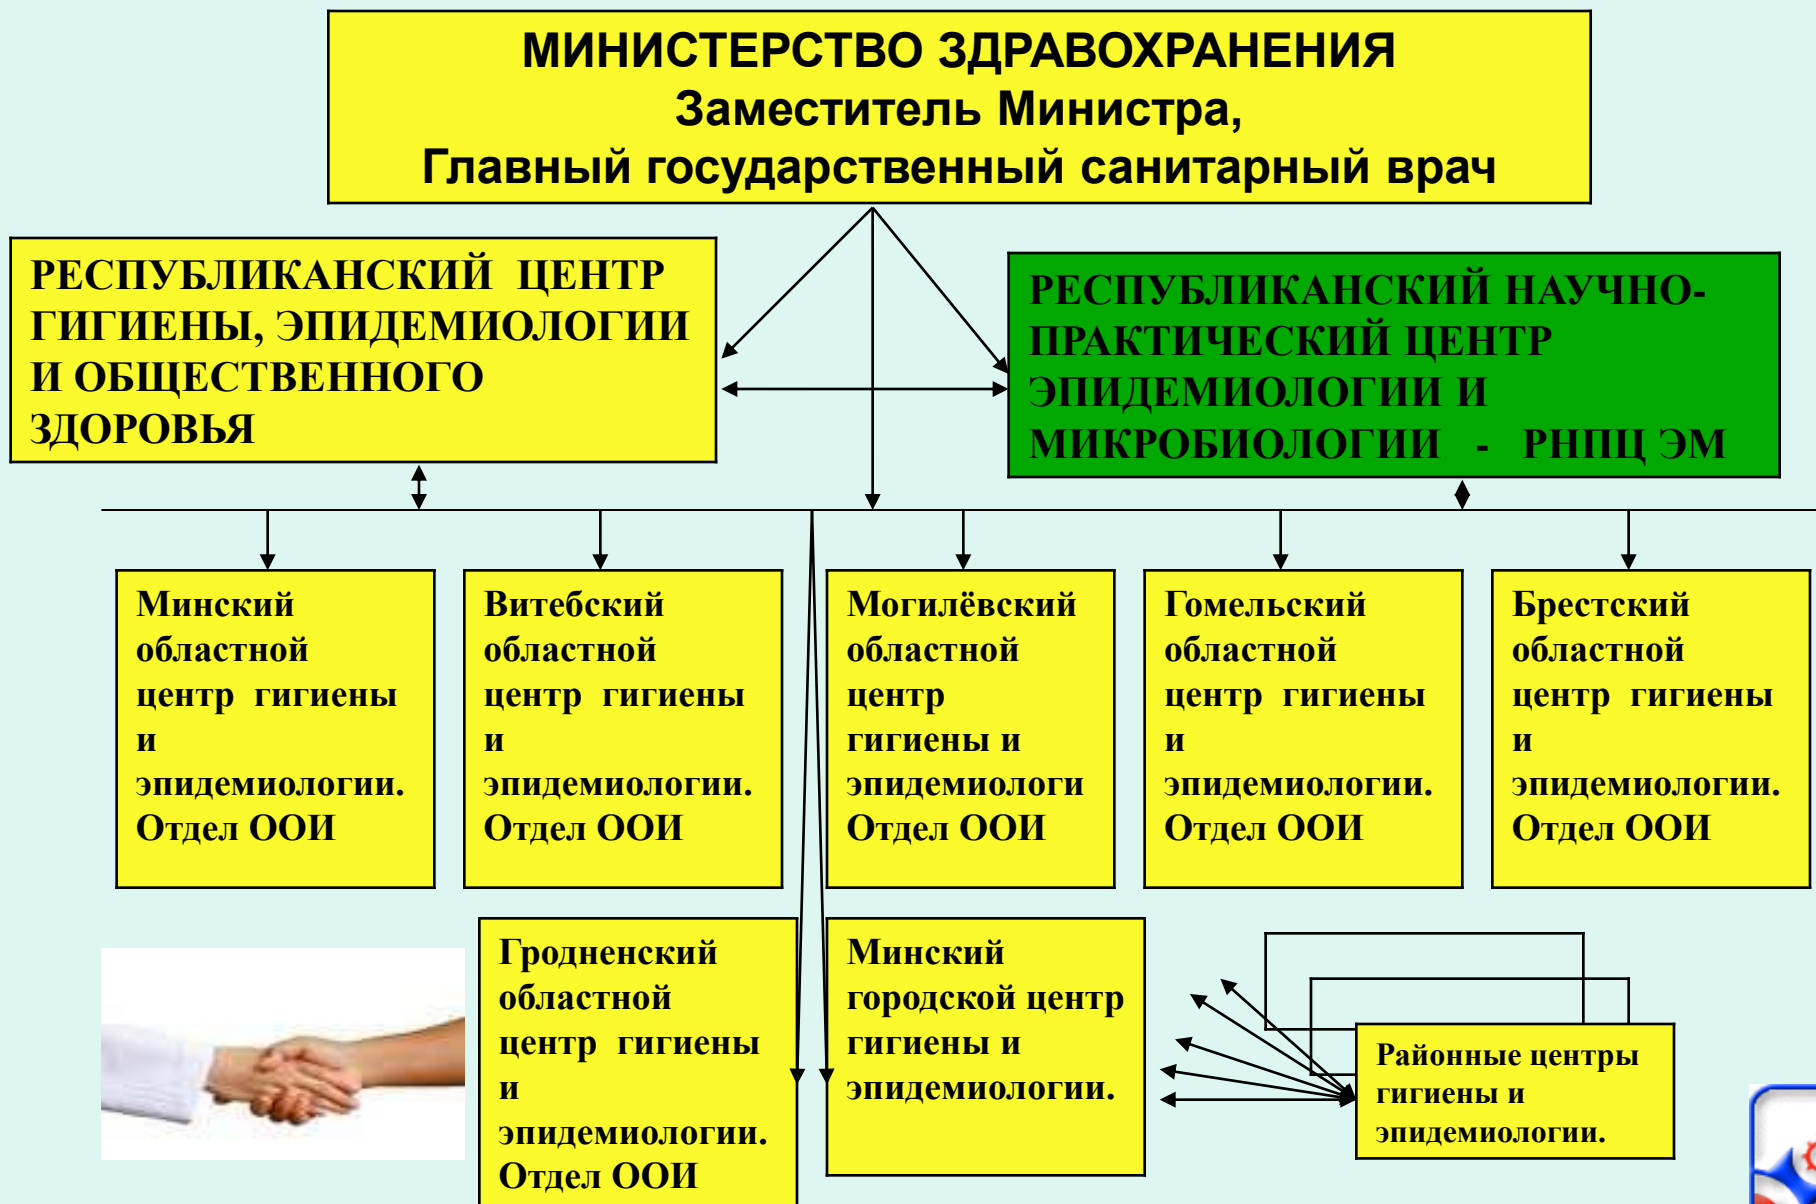 МИНИСТЕРСТВО ЗДРАВОХРАНЕНИЯ
Заместитель Министра,
Главный государственный санитарный врач
РЕСПУБЛИКАНСКИЙ ЦЕНТР
ГИГИЕНЫ, ЭПИДЕМИОЛОГИИ
И ОБЩЕСТВЕННОГО
ЗДОРОВЬЯ
РЕСПУБЛИКАНСКИЙ НАУЧНО-
ПРАКТИЧЕСКИЙ ЦЕНТР
ЭПИДЕМИОЛОГИИ И
МИКРОБИОЛОГИИ - РНПЦ ЭМ
Минский
областной
центр гигиены
и
эпидемиологии.
Отдел ООИ
Витебский
областной
центр гигиены
и
эпидемиологии.
Отдел ООИ
Могилёвский
областной
центр
гигиены и
эпидемиологи
Отдел ООИ
Гомельский
областной
центр гигиены
и
эпидемиологии.
Отдел ООИ
Брестский
областной
центр гигиены
и
эпидемиологии.
Отдел ООИ
Гродненский
областной
центр гигиены
и
эпидемиологии.
Отдел ООИ
Минский
городской центр
гигиены и
эпидемиологии.
Районные центры
гигиены и
эпидемиологии.